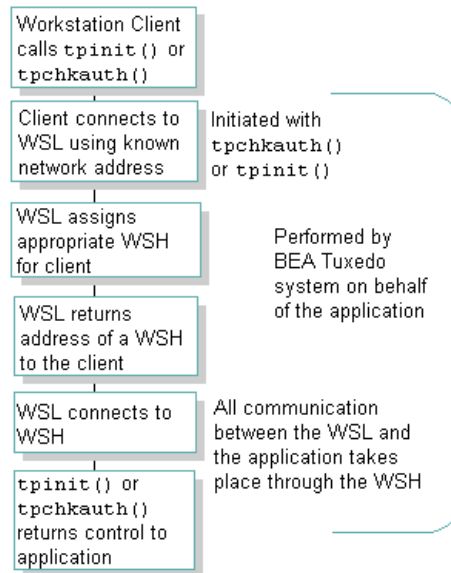 Workstation Client
calls tpinit() or
tpchkauth()
Client connects to
WSL using known
network address
Initiated with
tpchkauth()
or tpinit()
WSL assigns
appropriate WSH
for client
Performed by
BEA Tuxedo
system on behalf
of the application
WSL returns
address of a WSH
to the client
WSL connects to
WSH
All communication
between the WSL and
the application takes
place through the WSH
tpinit() or
tpchkauth()
returns control to
application